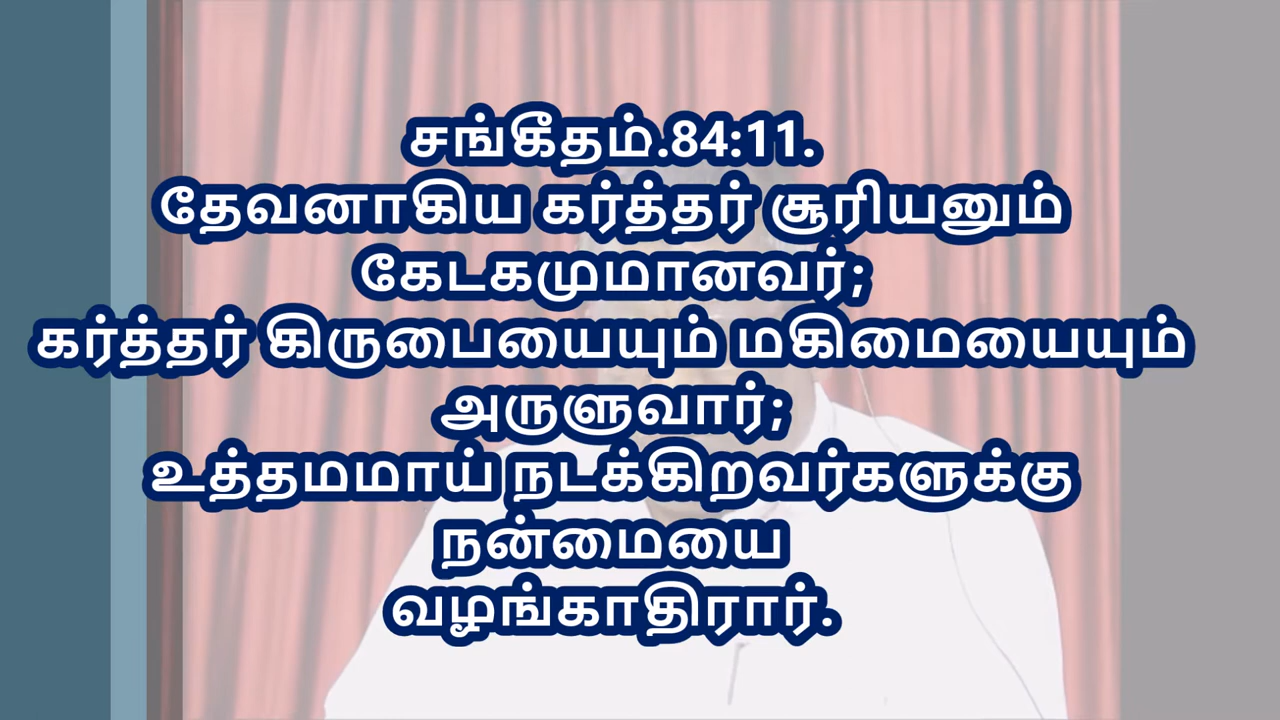 சங்கீதம்.84:11.
தேவனாகிய கர்த்தர் சூரியனும்
கேடகமுமானவர்;
கர்த்தர் கிருபையையும் மகிமையையும்
அருளுவார்;
உத்தமமாய் நடக்கிறவர்களுக்கு
நன்மையை
வழங்காதிரார்.